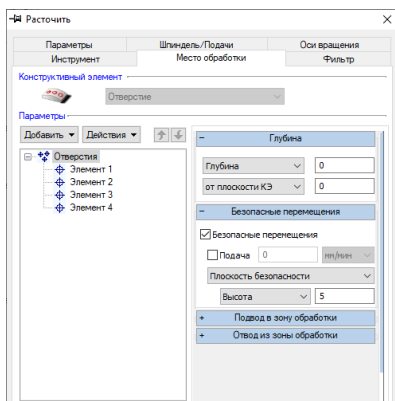 Расточить
Параметры Шпиндель/Подачи Оси вращения
Инструмент Место обработки Фильтр
Конструктивный элемент
Отверстие
Параметры
Добавить Действия
Отверстия
Элемент 1
Элемент 2
Элемент 3
Элемент 4
- Глубина
Глубина 0
от плоскости КЭ 0
- Безопасные перемещения
Безопасные перемещения
Подача 0 мм/мин
Плоскость безопасности
Высота 5
+ Подвод в зону обработки
+ Отвод из зоны обработки